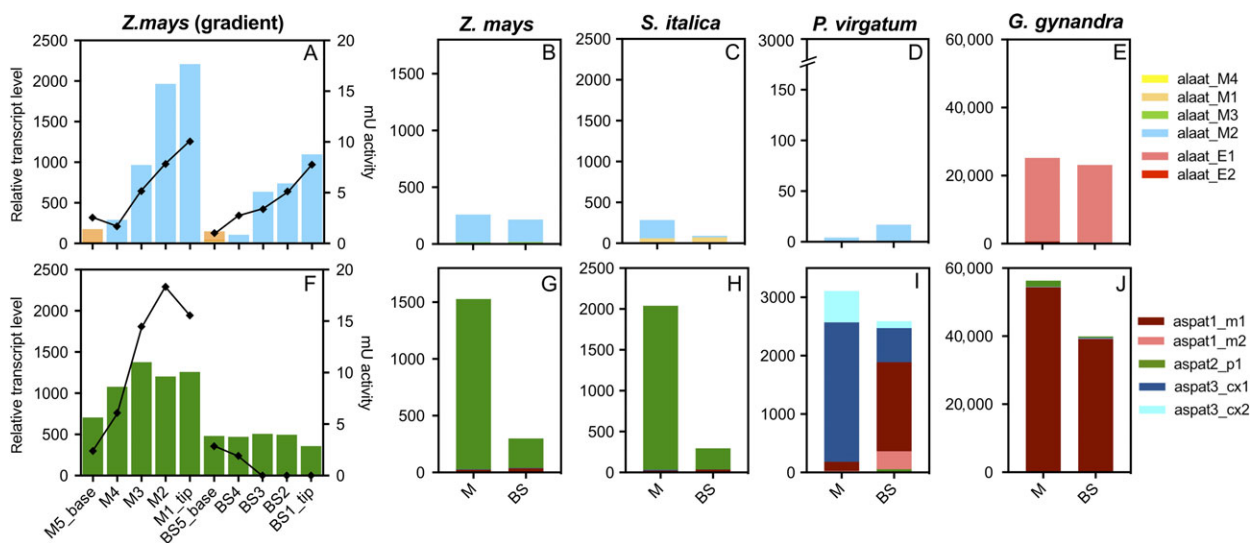 Z.mays (gradient)
Z. mays
S. italica
P. virgatum
G. gynandra
Relative transcript level
2500
2000
1500
1000
500
0
A
20
15
10
5
0
mU activity
B
1500
1000
500
0
C
2500
2000
1500
1000
500
0
D
3000
150
100
50
0
E
60,000
40,000
20,000
0
alaat_M4
alaat_M1
alaat_M3
alaat_M2
alaat_E1
alaat_E2
Relative transcript level
2500
2000
1500
1000
500
0
F
20
15
10
5
0
mU activity
M5_base
M4
M3
M2
M1_tip
BS5_base
BS4
BS3
BS2
BS1_tip
G
1500
1000
500
0
M
BS
H
2500
2000
1500
1000
500
0
M
BS
I
3000
2000
1000
0
M
BS
J
60,000
40,000
20,000
0
M
BS
aspat1_m1
aspat1_m2
aspat2_p1
aspat3_cx1
aspat3_cx2